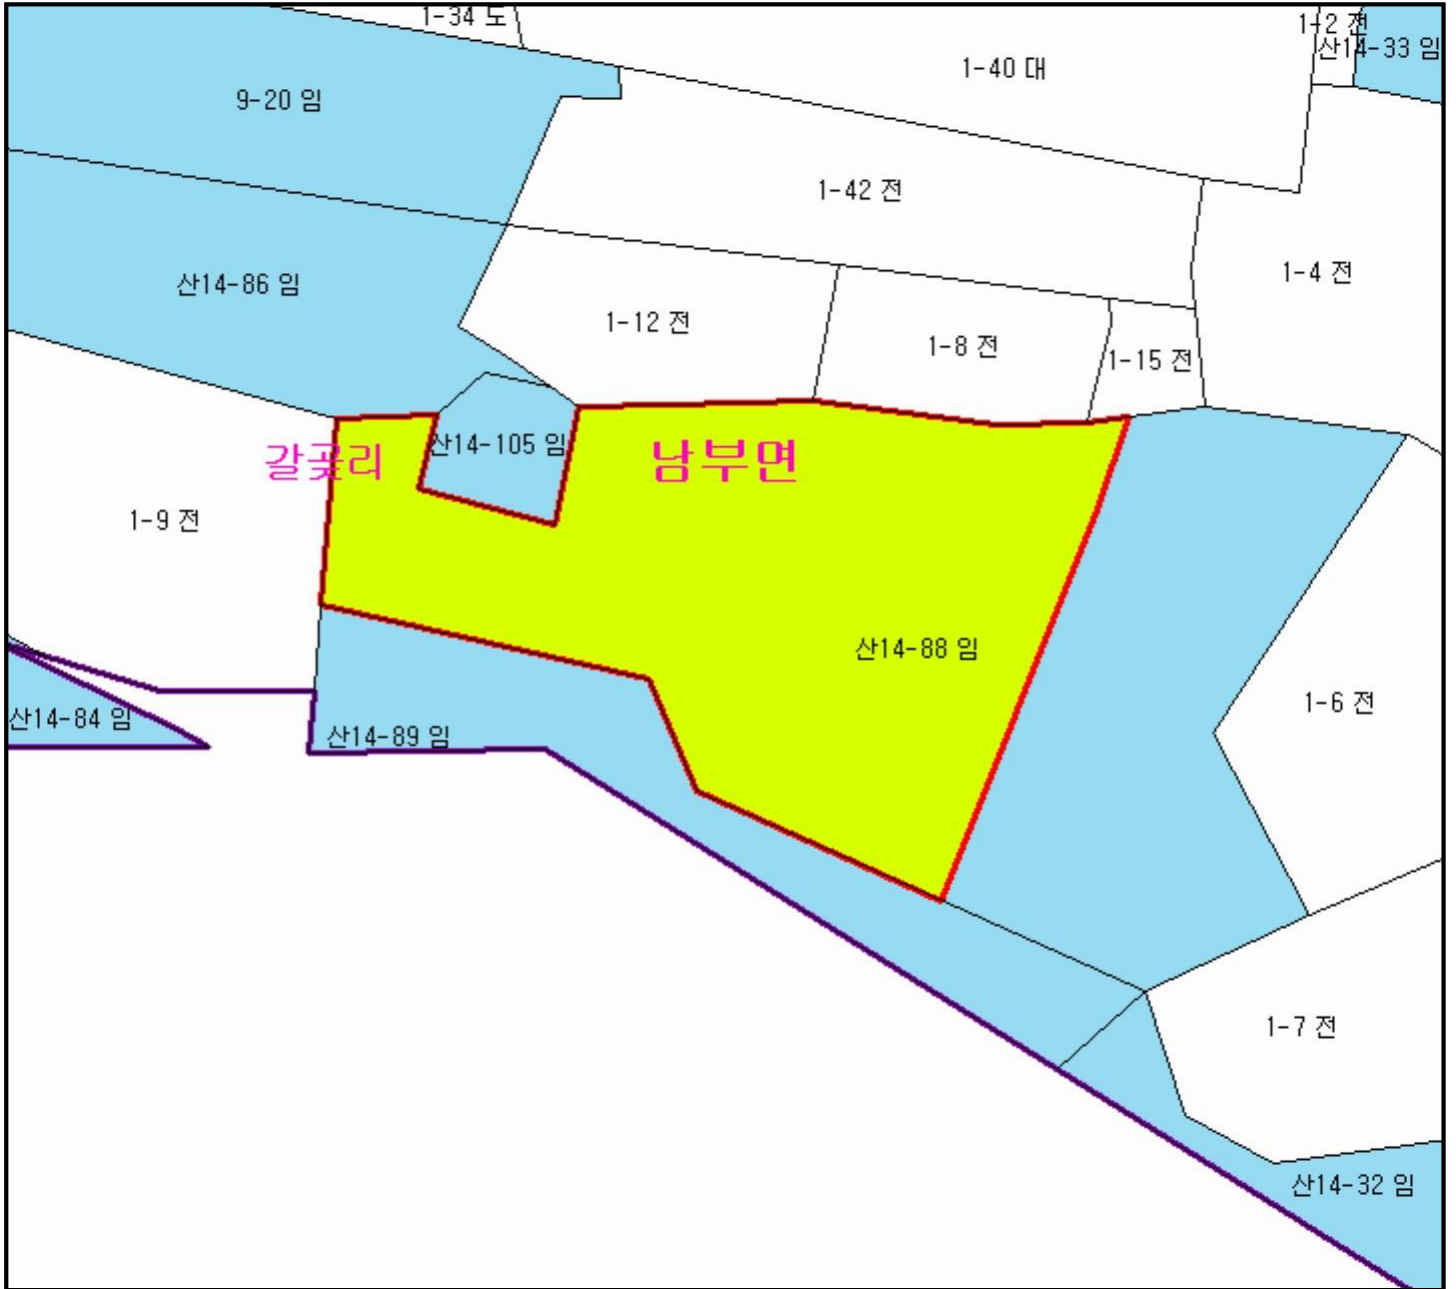 1-34 도
1-2 전
산14-33 임
1-40 대
9-20 임
1-42 전
1-4 전
산14-86 임
1-12 전
1-8 전
1-15 전
산14-105 임
갈곶리
남부면
1-9 전
산14-88 임
1-6 전
산14-84 임
산14-89 임
1-7 전
산14-32 임